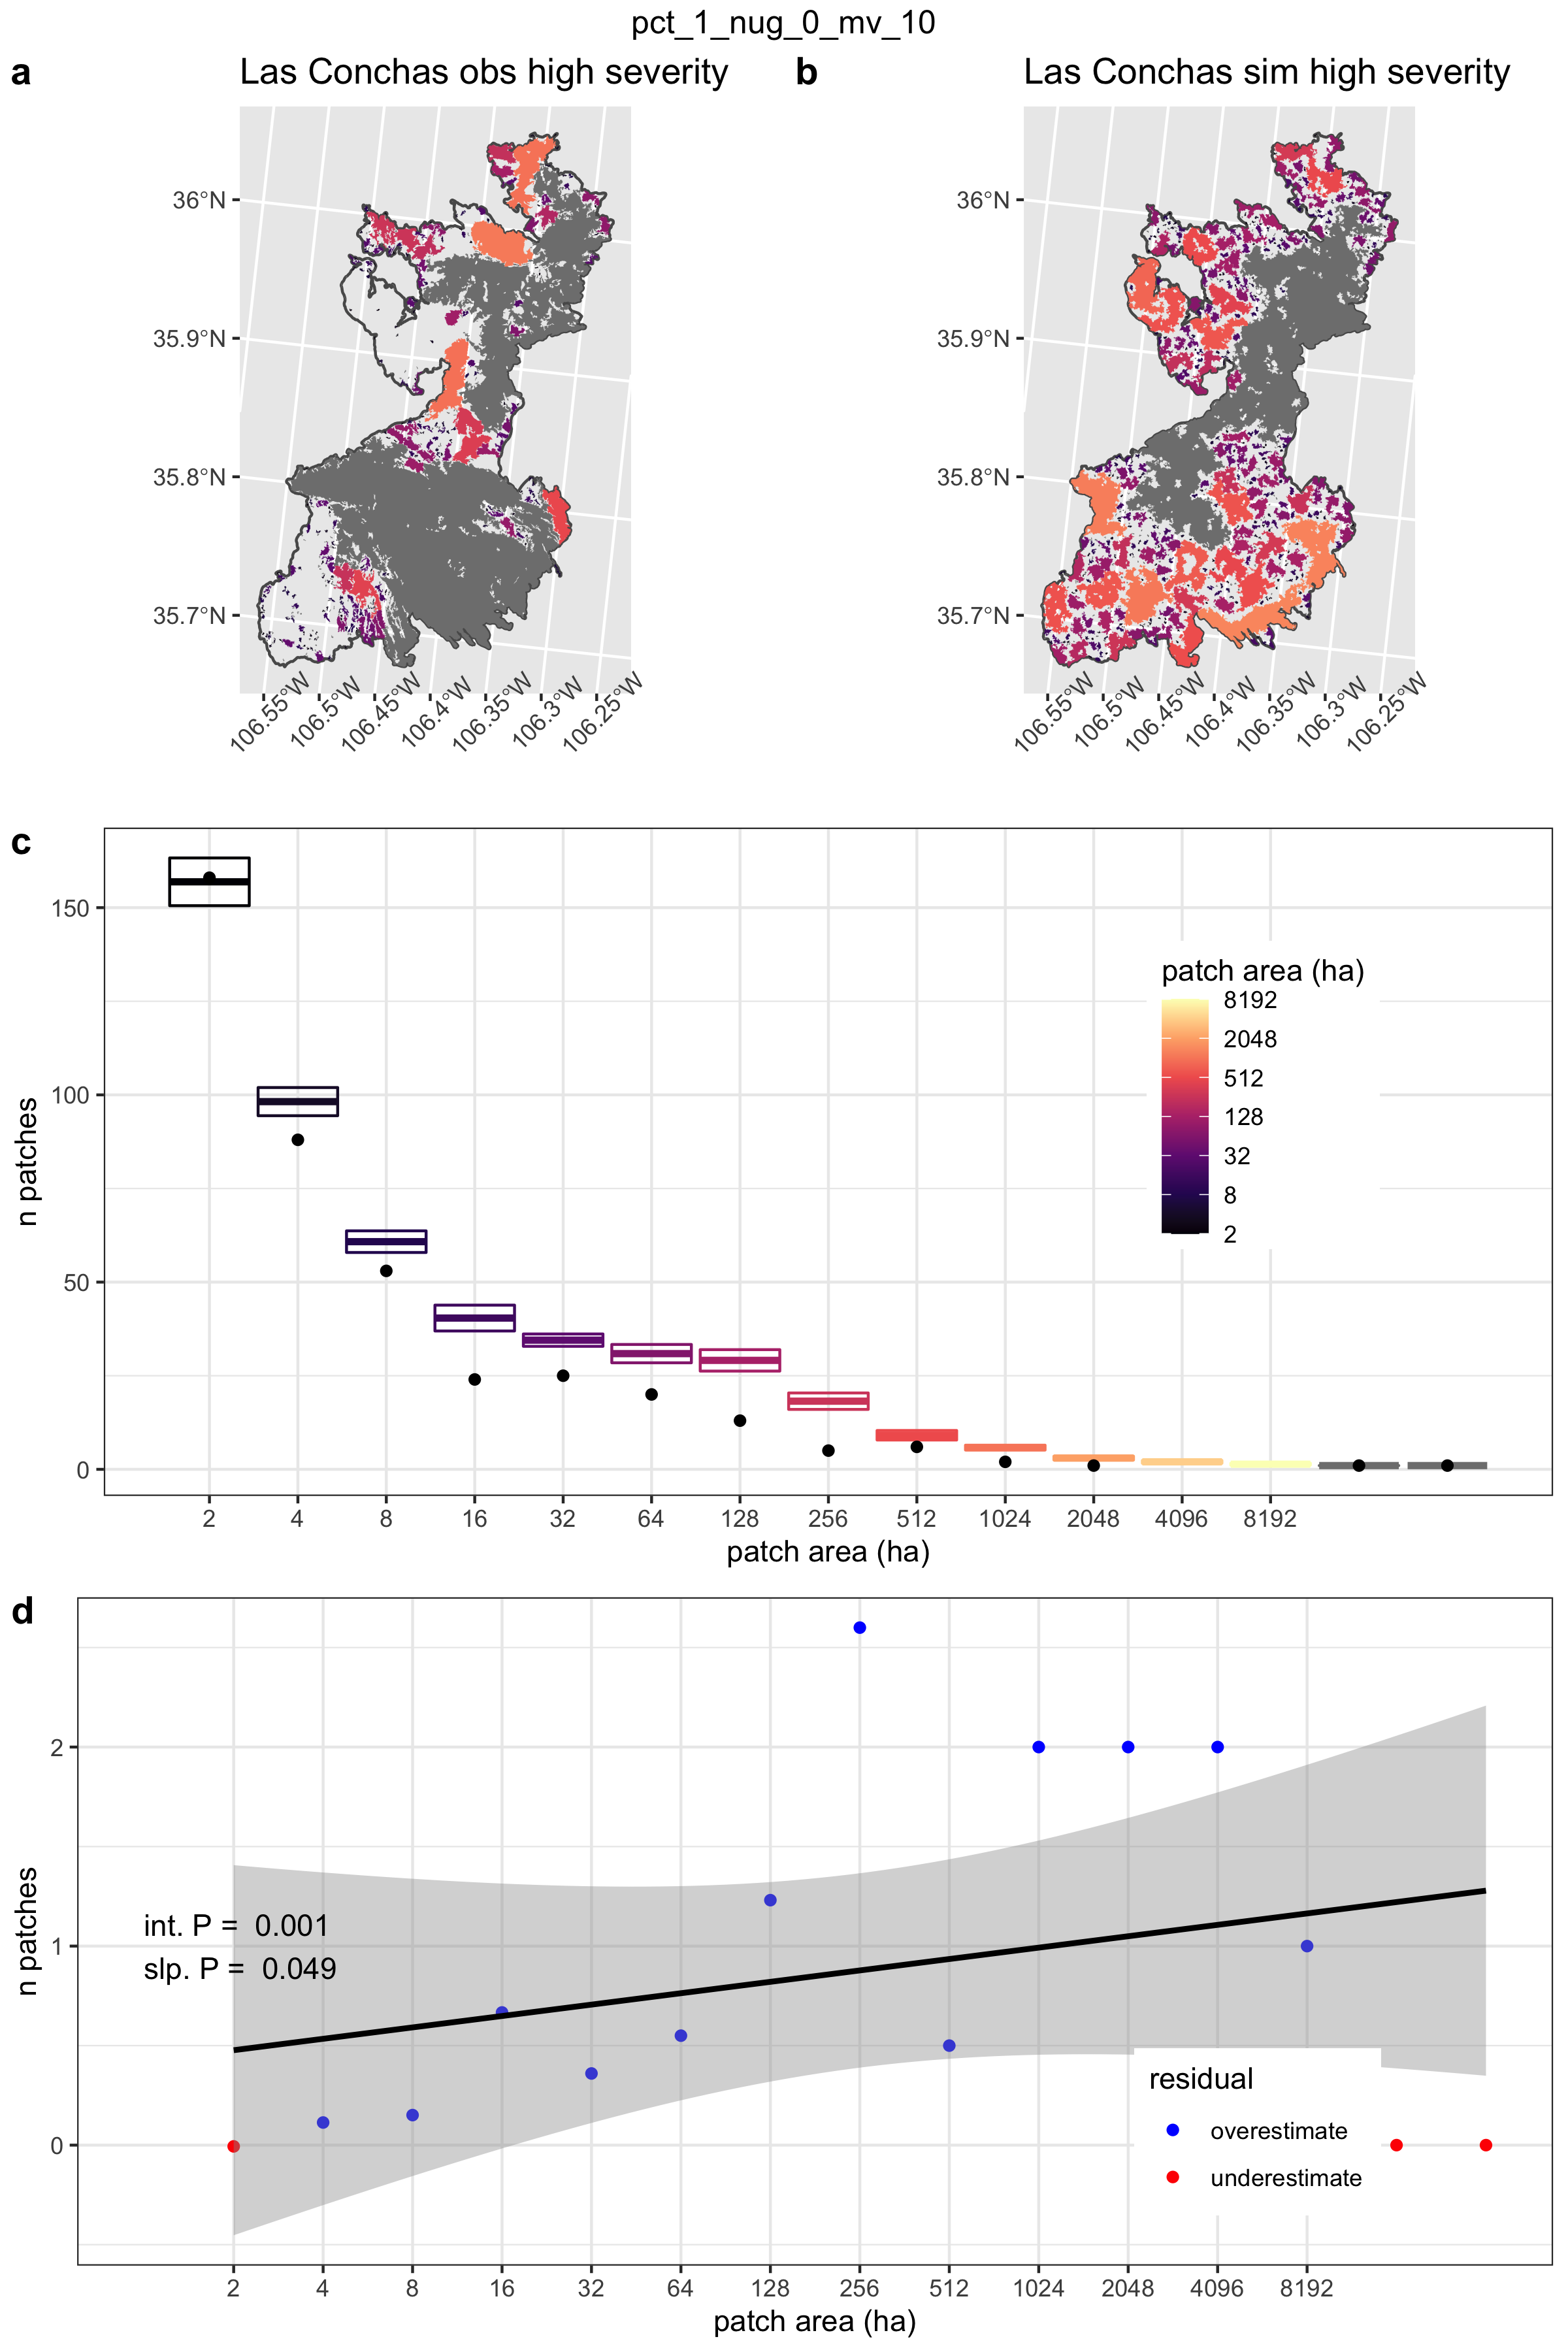 pct_1_nug_0_mv_10
a
Las Conchas obs high severity
36°N
35.9°N
35.8°N
35.7°N
106.55°W
106.5°W
106.45°W
106.4°W
106.35°W
106.3°W
106.25°W
b
Las Conchas sim high severity
36°N
35.9°N
35.8°N
35.7°N
106.55°W
106.5°W
106.45°W
106.4°W
106.35°W
106.3°W
106.25°W
c
n patches
150
100
50
0
patch area (ha)
8192
2048
512
128
32
8
2
2 4 8 16 32 64 128 256 512 1024 2048 4096 8192
patch area (ha)
d
n patches
2
1
0
int. P = 0.001
slp. P = 0.049
residual
overestimate
underestimate
2 4 8 16 32 64 128 256 512 1024 2048 4096 8192
patch area (ha)